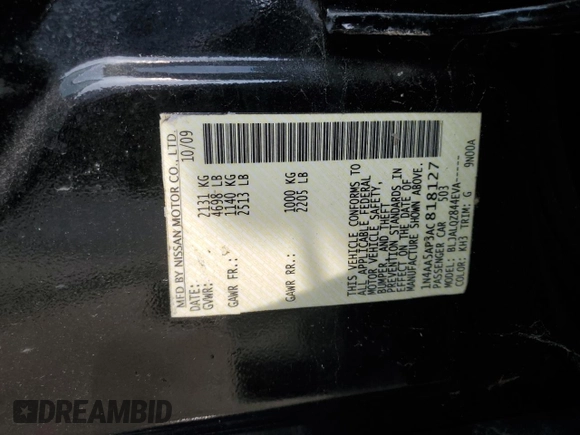 MFD BY NISSAN MOTOR CO., LTD.
DATE: 10/09
GVWR: 2131 KG
4698 LB
GAWR FR.: 1140 KG
2513 LB
GAWR RR.: 1000 KG
2205 LB
THIS VEHICLE CONFORMS TO
ALL APPLICABLE FEDERAL
MOTOR VEHICLE SAFETY,
BUMPER AND THEFT
PREVENTION STANDARDS IN
EFFECT ON THE DATE OF
MANUFACTURE SHOWN ABOVE.
1N4AA5AP3AC818127
PASSENGER CAR 5D3
MODEL: BLJALQZ844EVA-----
COLOR: KH3 TRIM: G 9N00A
DREAMBID